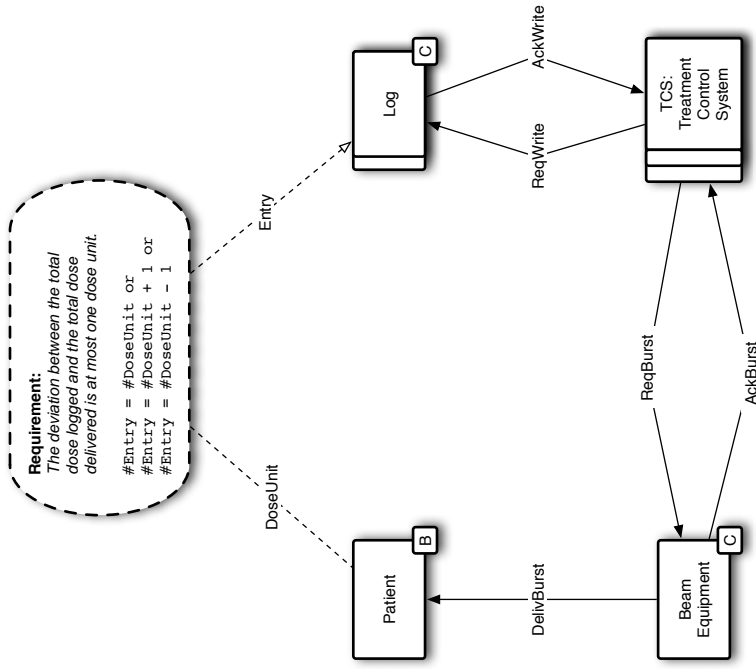 Requirement:
The deviation between the total
dose logged and the total dose
delivered is at most one dose unit.
#Entry = #DoseUnit or
#Entry = #DoseUnit + 1 or
#Entry = #DoseUnit - 1
DoseUnit
Entry
Patient
B
Log
C
DelivBurst
ReqWrite
AckWrite
Beam
Equipment
C
ReqBurst
AckBurst
TCS:
Treatment
Control
System